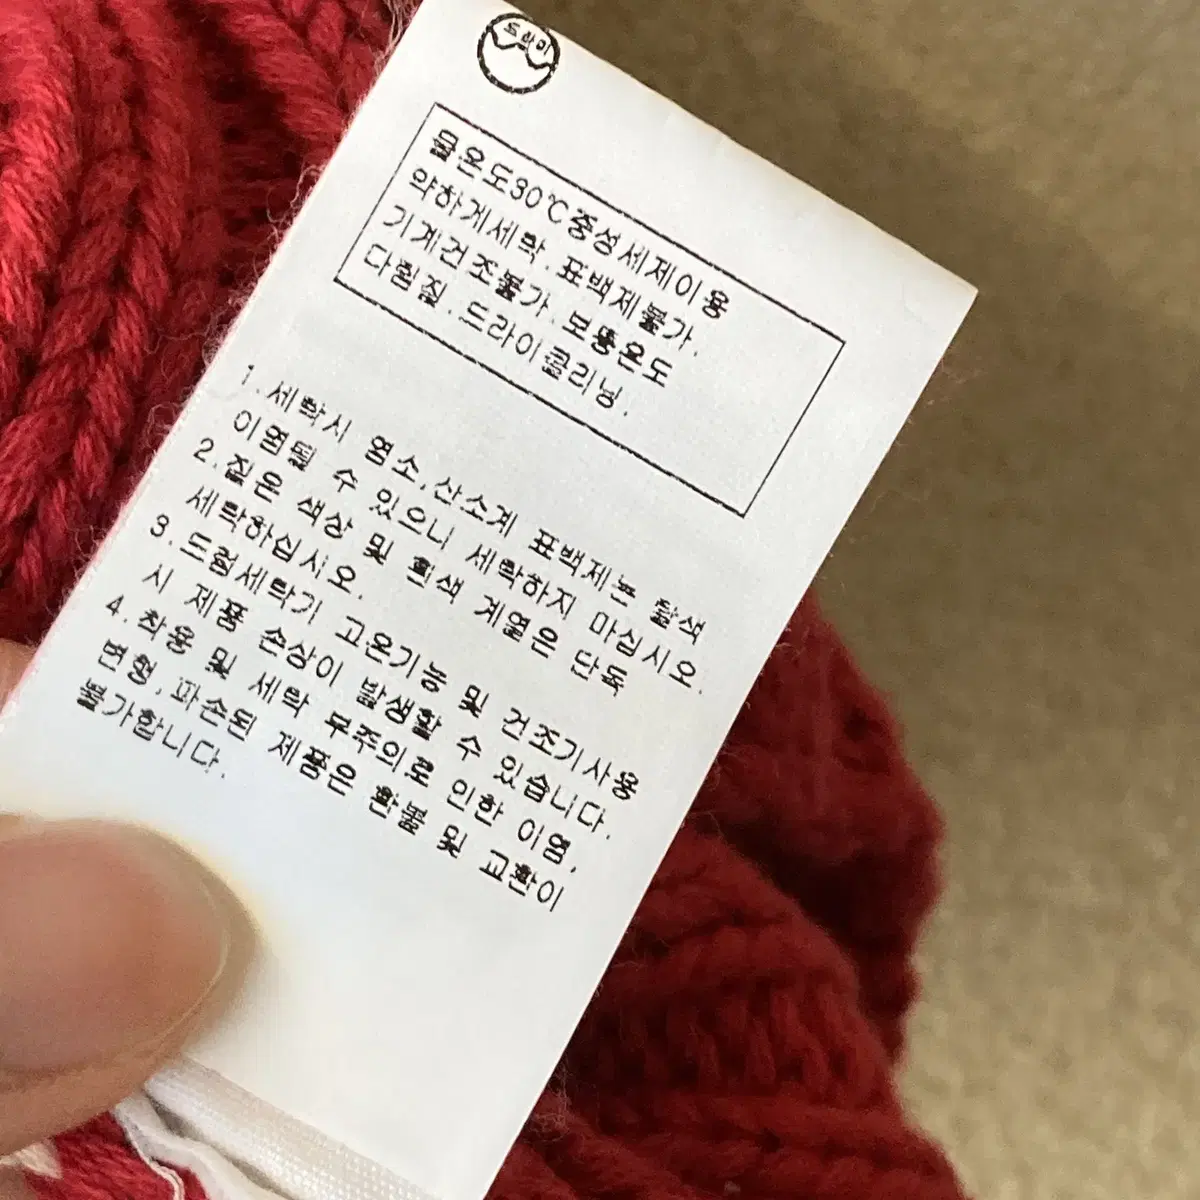 드라이
물온도30℃중성세제이용
약하게세탁.표백제불가.
기계건조불가.보통온도
다림질.드라이클리닝.
1.세탁시 염소,산소계 표백제는 탈색
이염될 수 있으니 세탁하지 마십시오.
2.짙은 색상 및 흰색 계열은 단독
세탁하십시오.
3.드럼세탁기 고온기능 및 건조기사용
시 제품 손상이 발생할 수 있습니다.
4.착용 및 세탁 부주의로 인한 이염,
변형,파손된 제품은 환불 및 교환이
불가합니다.